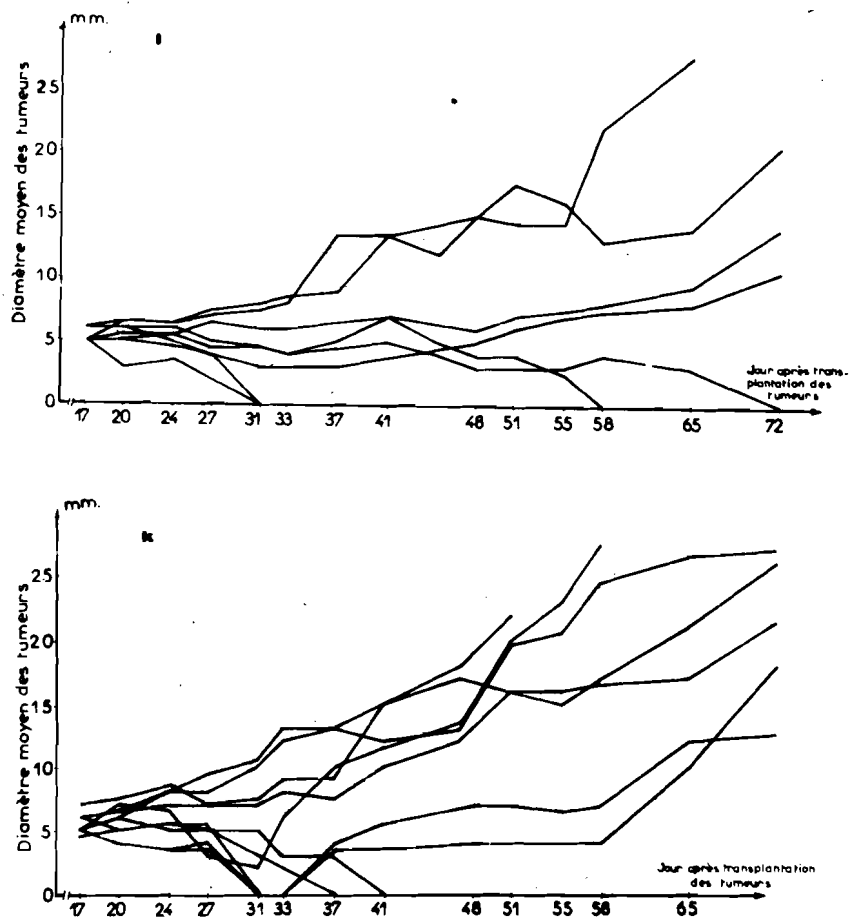 mm.
I
Diamètre moyen des tumeurs
25
20
15
10
5
0
Jour après trans-
plantation des
tumeurs
17 20 24 27 31 33 37 41 48 51 55 58 65 72
mm.
k
Diamètre moyen des tumeurs
25
20
15
10
5
0
Jour après transplantation
des tumeurs
17 20 24 27 31 33 37 41 48 51 55 58 65